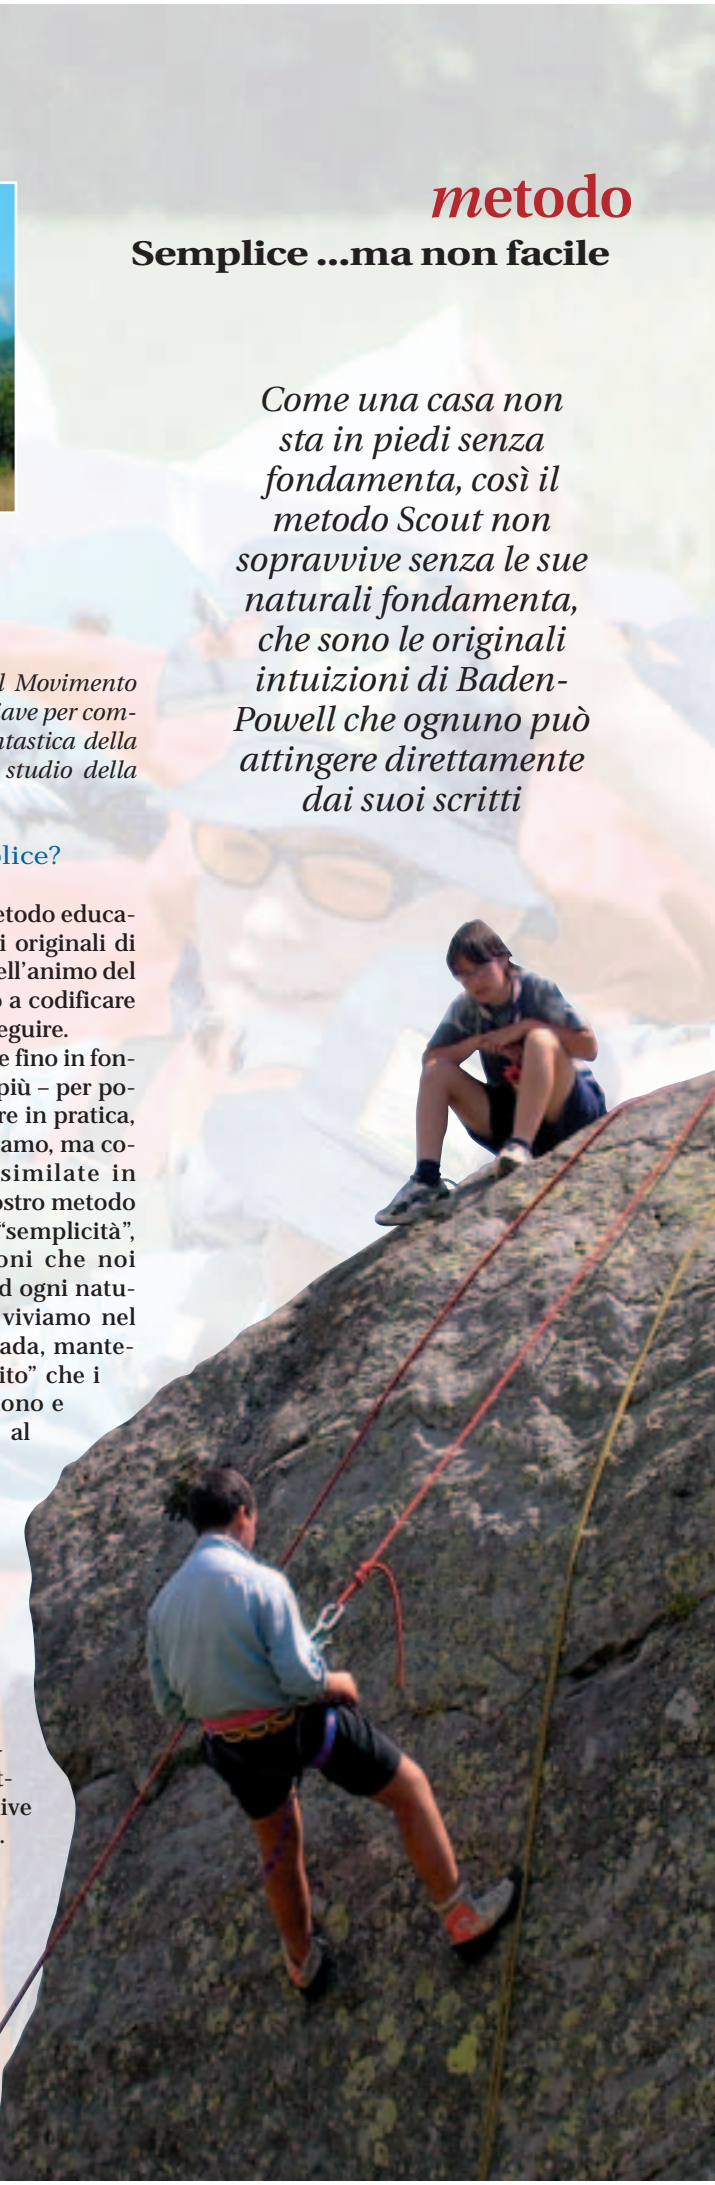 metodo
Semplice ...ma non facile
Come una casa non
sta in piedi senza
fondamenta, così il
metodo Scout non
sopravvive senza le sue
naturali fondamenta,
che sono le originali
intuizioni di Baden-
Powell che ognuno può
attingere direttamente
dai suoi scritti
l Movimento
iave per com-
ntastica della
studio della
lice?
etodo educa-
i originali di
ell'animo del
o a codificare
eguire.
e fino in fon-
più – per po-
re in pratica,
amo, ma co-
similate in
ostro metodo
“semplicità”,
oni che noi
d ogni natu-
viviamo nel
ada, mante-
ito” che i
ono e
al
t-
ive
.